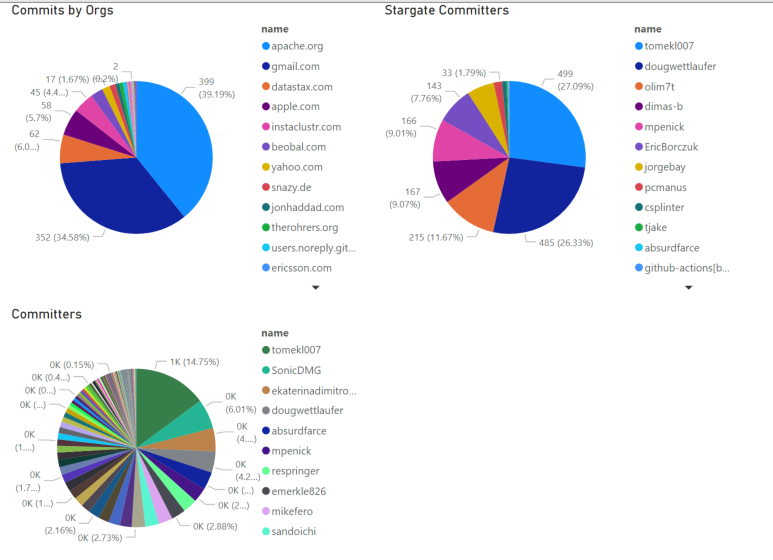 Commits by Orgs
2
17 (1.67%) (0.2%)
45 (4.4...)
58
(5.7%)
62
(6.0...)
352 (34.58%)
399
(39.19%)
name
apache.org
gmail.com
datastax.com
apple.com
instaclustr.com
beobal.com
yahoo.com
snazy.de
jonhaddad.com
therohrers.org
users.noreply.git...
ericsson.com
Stargate Committers
33 (1.79%)
143
(7.76%)
166
(9.01%)
167
(9.07%)
215 (11.67%)
485 (26.33%)
499
(27.09%)
name
tomekl007
dougwettlaufer
olim7t
dimas-b
mpenick
EricBorczuk
jorgebay
pcmanus
csplinter
tjake
absurdfarce
github-actions[b...
Committers
0K (0.15%)
0K (0.4...)
0K (0...)
0K (...)
0K
(1....)
0K
(1.7...)
0K (1...)
0K
(2.16%)
0K (2.73%)
0K (2.88%)
0K (2...)
0K (...)
0K
(4.2...)
0K
(4....)
0K
(6.01%)
1K (14.75%)
name
tomekl007
SonicDMG
ekaterinadimitro...
dougwettlaufer
absurdfarce
mpenick
respringer
emerkle826
mikefero
sandoichi